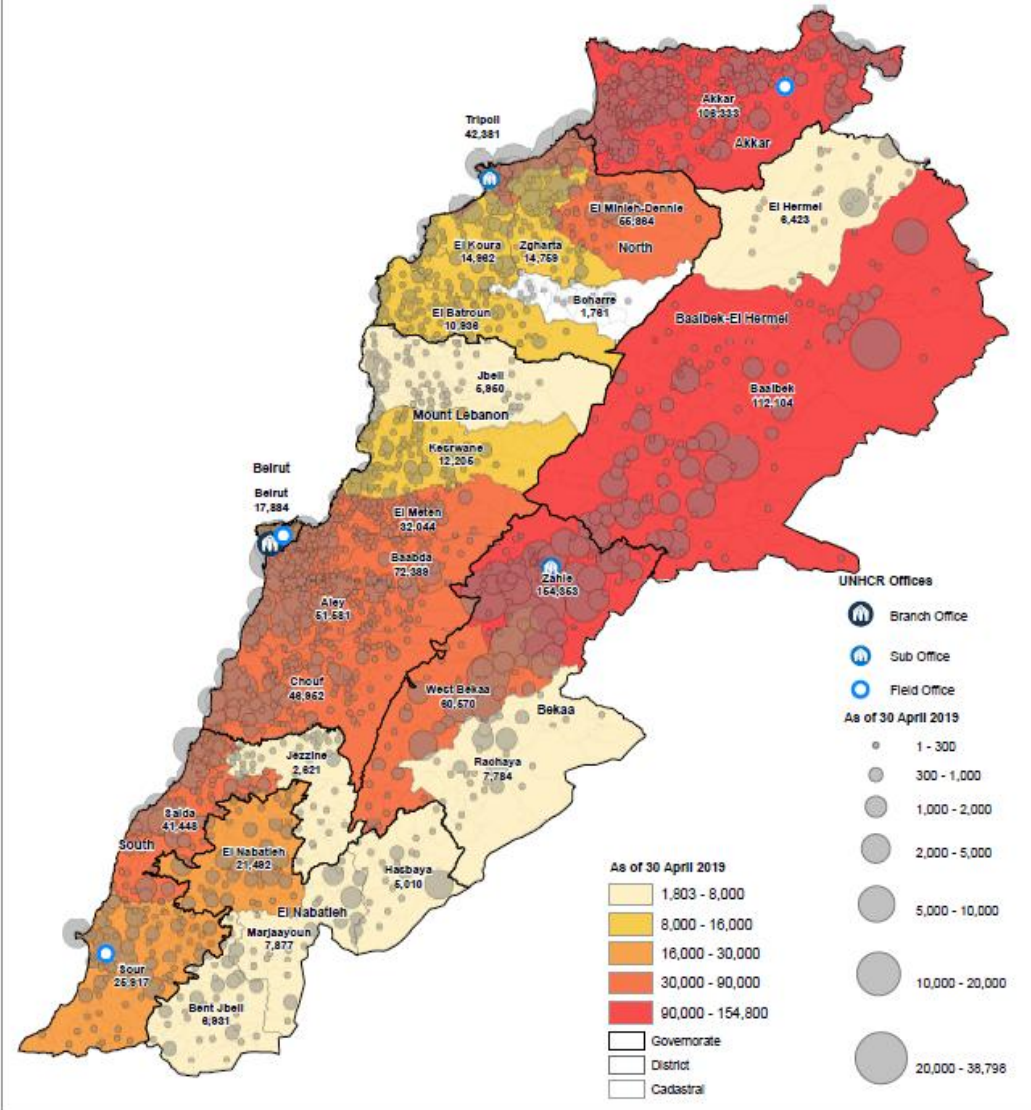 Akkar
106,333
Akkar
Tripoli
42,381
El Hermel
6,423
El Minieh-Dennie
North
El Koura
14,962
Zgharta
14,759
Bcharre
1,761
El Batroun
10,936
Baalbek-El Hermel
Jbeil
5,950
Baalbek
112,104
Mount Lebanon
Kesrwane
12,205
Beirut
Beirut
17,884
El Meten
32,044
Baabda
72,389
Zahle
154,353
Aley
51,581
Chouf
West Bekaa
60,570
Bekaa
Rachaya
7,784
Jezzine
2,621
Saida
41,448
South
El Nabatieh
21,492
Hasbaya
5,010
El Nabatieh
Marjaayoun
7,877
Sour
25,917
Bent Jbeil
6,931
UNHCR Offices
Branch Office
Sub Office
Field Office
As of 30 April 2019
1 - 300
300 - 1,000
1,000 - 2,000
2,000 - 5,000
5,000 - 10,000
10,000 - 20,000
20,000 - 38,798
As of 30 April 2019
1,803 - 8,000
8,000 - 16,000
16,000 - 30,000
30,000 - 90,000
90,000 - 154,800
Governorate
District
Cadastral